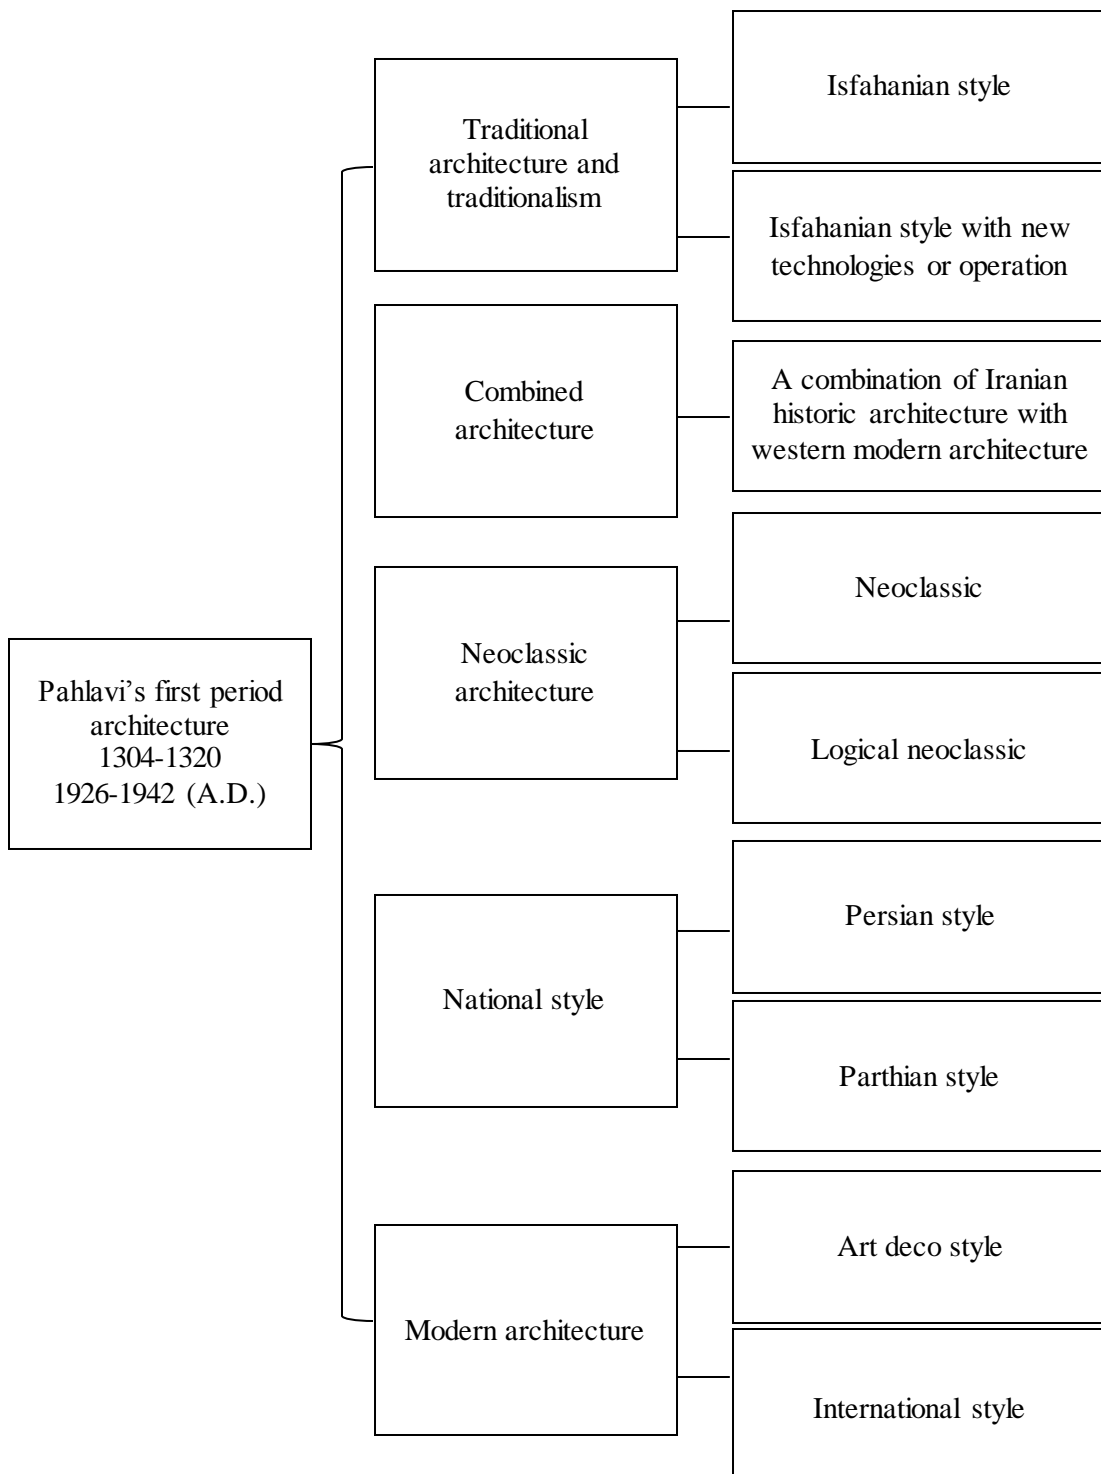 Pahlavi’s first period
architecture
1304-1320
1926-1942 (A.D.)
Traditional
architecture and
traditionalism
Isfahanian style
Isfahanian style with new
technologies or operation
Combined
architecture
A combination of Iranian
historic architecture with
western modern architecture
Neoclassic
architecture
Neoclassic
Logical neoclassic
National style
Persian style
Parthian style
Modern architecture
Art deco style
International style